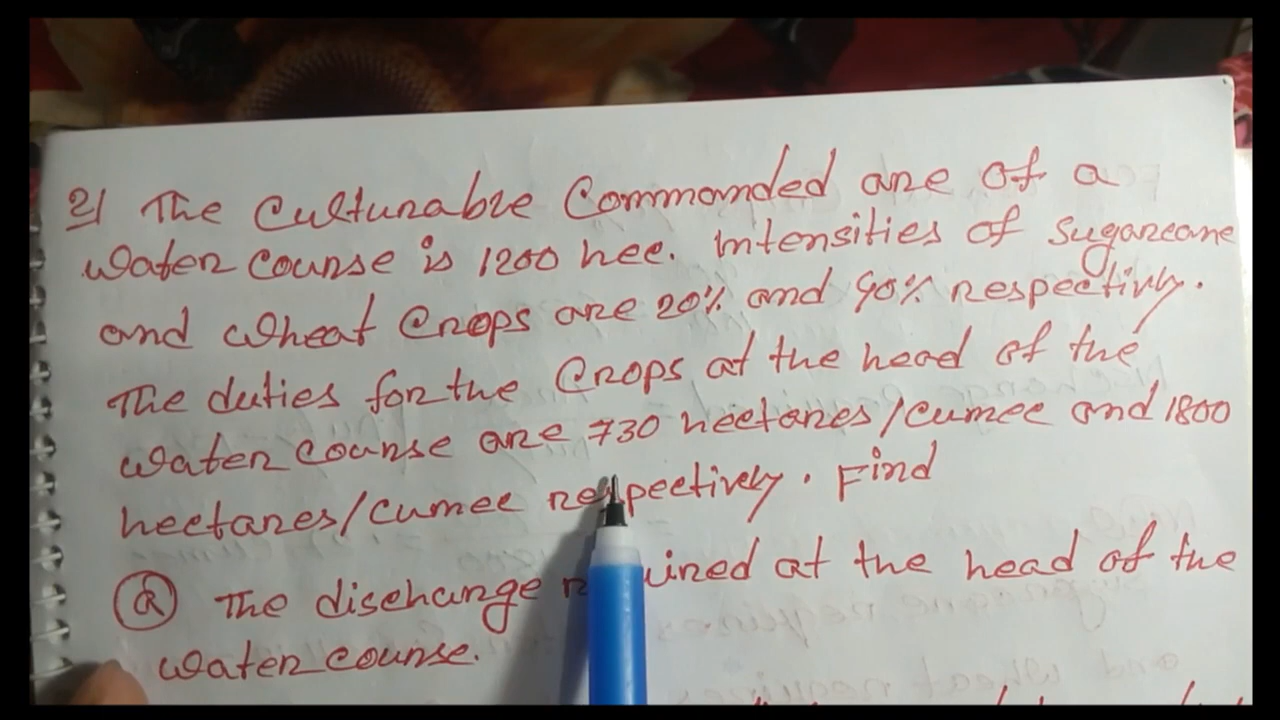 2) The Culturable Commanded are of a
water course is 1200 hec. Intensities of Sugarcane
and wheat Crops are 20% and 40% respectivly.
The duties for the Crops at the head of the
water course are 730 hectares/cumec and 1800
hectares/cumec respectively. Find
(a) The discharge at the head of the
water course.